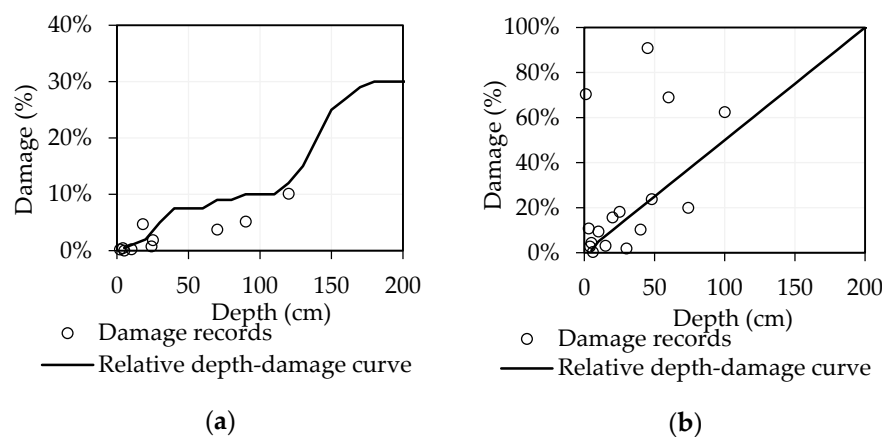 40%
30%
20%
10%
0%
Damage (%)
0 50 100 150 200
Depth (cm)
Damage records
Relative depth-damage curve
(a)
100%
80%
60%
40%
20%
0%
Damage (%)
0 50 100 150 200
Depth (cm)
Damage records
Relative depth-damage curve
(b)